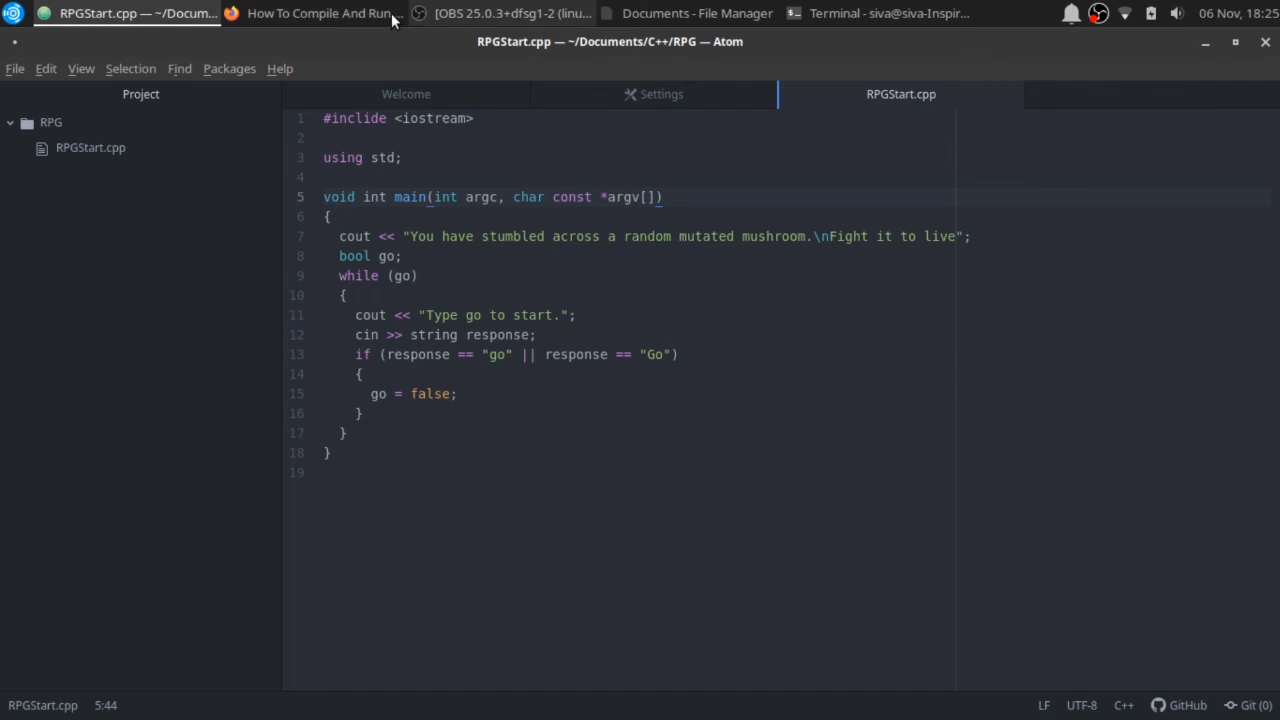 RPGStart.cpp — ~/Docum... How To Compile And Run... [OBS 25.0.3+dfsg1-2 (linu... Documents - File Manager Terminal - siva@siva-Inspir... 06 Nov, 18:25
RPGStart.cpp — ~/Documents/C++/RPG — Atom
File Edit View Selection Find Packages Help
Project Welcome Settings RPGStart.cpp
RPG
RPGStart.cpp
1 #inclide <iostream>
2
3 using std;
4
5 void int main(int argc, char const *argv[])
6 {
7 cout << "You have stumbled across a random mutated mushroom.\nFight it to live";
8 bool go;
9 while (go)
10 {
11 cout << "Type go to start.";
12 cin >> string response;
13 if (response == "go" || response == "Go")
14 {
15 go = false;
16 }
17 }
18 }
19
RPGStart.cpp 5:44 LF UTF-8 C++ GitHub Git (0)